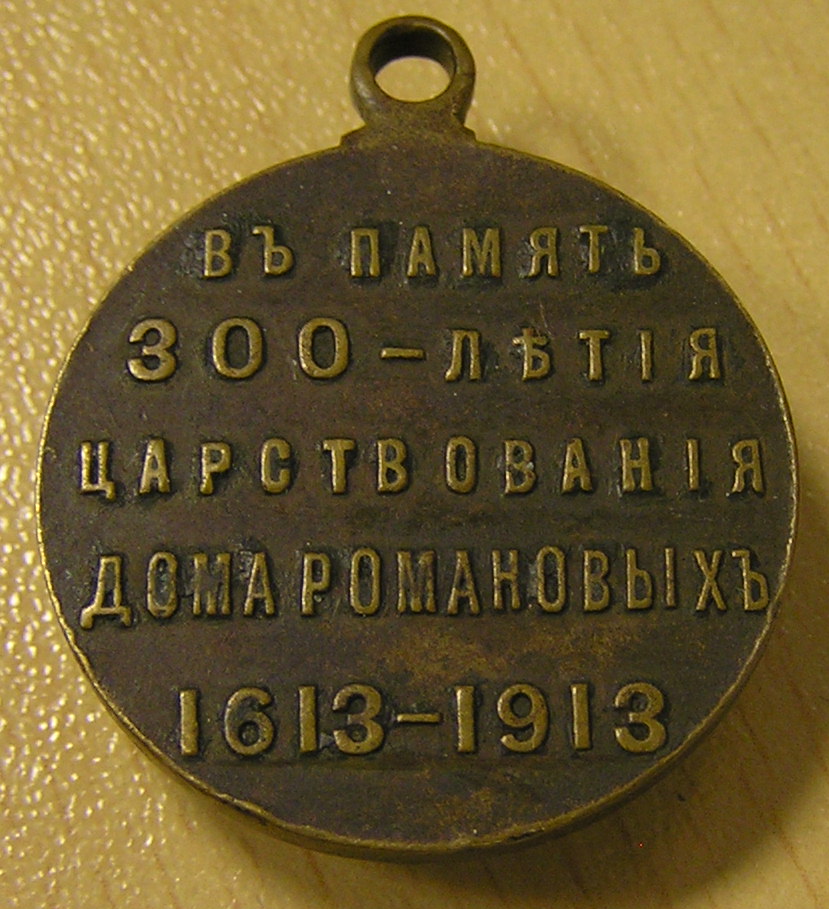 ВЪ ПАМЯТЬ
300-ЛѢТІЯ
ЦАРСТВОВАНІЯ
ДОМА РОМАНОВЫХЪ
1613-1913